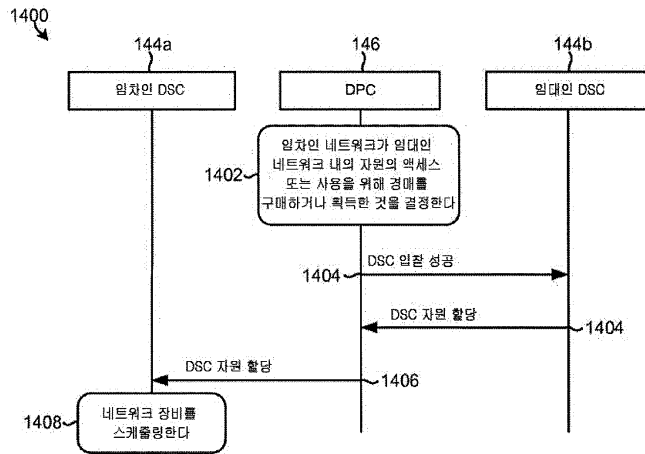 1400
144a
146
144b
임차인 DSC
DPC
임대인 DSC
1402
임차인 네트워크가 임대인
네트워크 내의 자원의 액세스
또는 사용을 위해 경매를
구매하거나 획득한 것을 결정한다
DSC 입찰 성공
1404
DSC 자원 할당
1404
DSC 자원 할당
1406
1408
네트워크 장비를
스케줄링한다